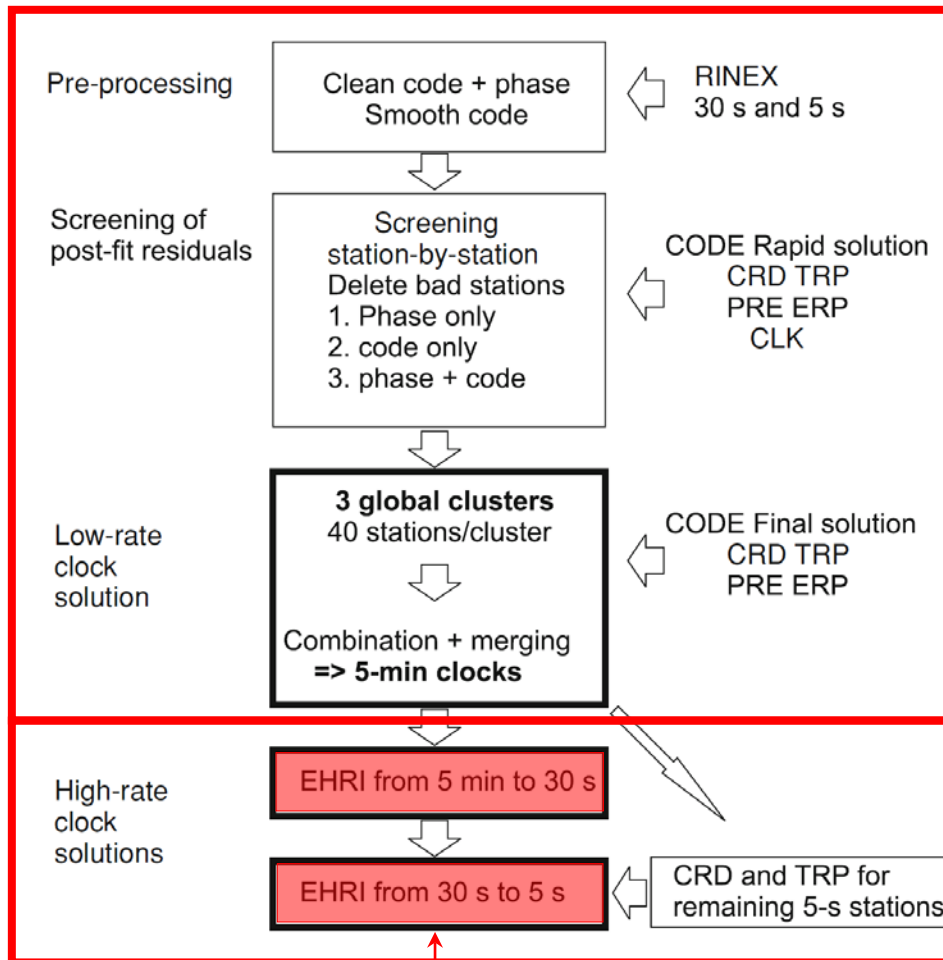 Pre-processing
Clean code + phase
Smooth code
RINEX
30 s and 5 s
Screening of
post-fit residuals
Screening
station-by-station
Delete bad stations
1. Phase only
2. code only
3. phase + code
CODE Rapid solution
CRD TRP
PRE ERP
CLK
Low-rate
clock
solution
3 global clusters
40 stations/cluster
Combination + merging
=> 5-min clocks
CODE Final solution
CRD TRP
PRE ERP
High-rate
clock
solutions
EHRI from 5 min to 30 s
EHRI from 30 s to 5 s
CRD and TRP for
remaining 5-s stations